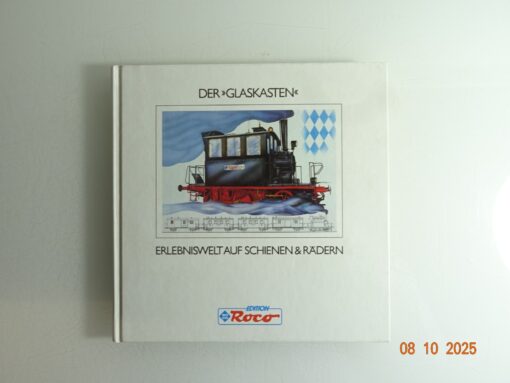 DER »GLASKASTEN«
ERLEBNISWELT AUF SCHIENEN & RÄDERN
EDITION
Roco
08 10 2025